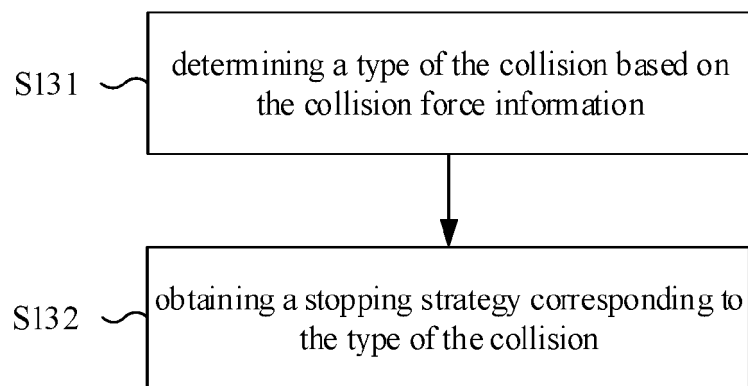 S131
determining a type of the collision based on
the collision force information
S132
obtaining a stopping strategy corresponding to
the type of the collision